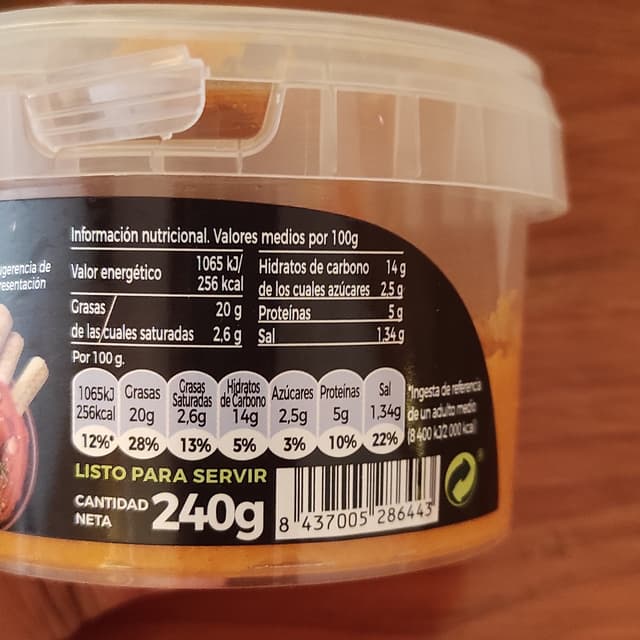 ugerencia de
resentación
Información nutricional. Valores medios por 100g
Valor energético 1065 kJ/
256 kcal
Grasas 20 g
de las cuales saturadas 2,6 g
Hidratos de carbono 14 g
de los cuales azúcares 2,5 g
Proteínas 5 g
Sal 1,34 g
Por 100 g.
1065kJ
256kcal
12%*
Grasas
20g
28%
Grasas
Saturadas
2,6g
13%
Hidratos
de Carbono
14g
5%
Azúcares
2,5g
3%
Proteínas
5g
10%
Sal
1,34g
22%
*Ingesta de referencia
de un adulto medio
(8 400 kJ/2 000 kcal)
LISTO PARA SERVIR
CANTIDAD
NETA
240g
8 437005 286443